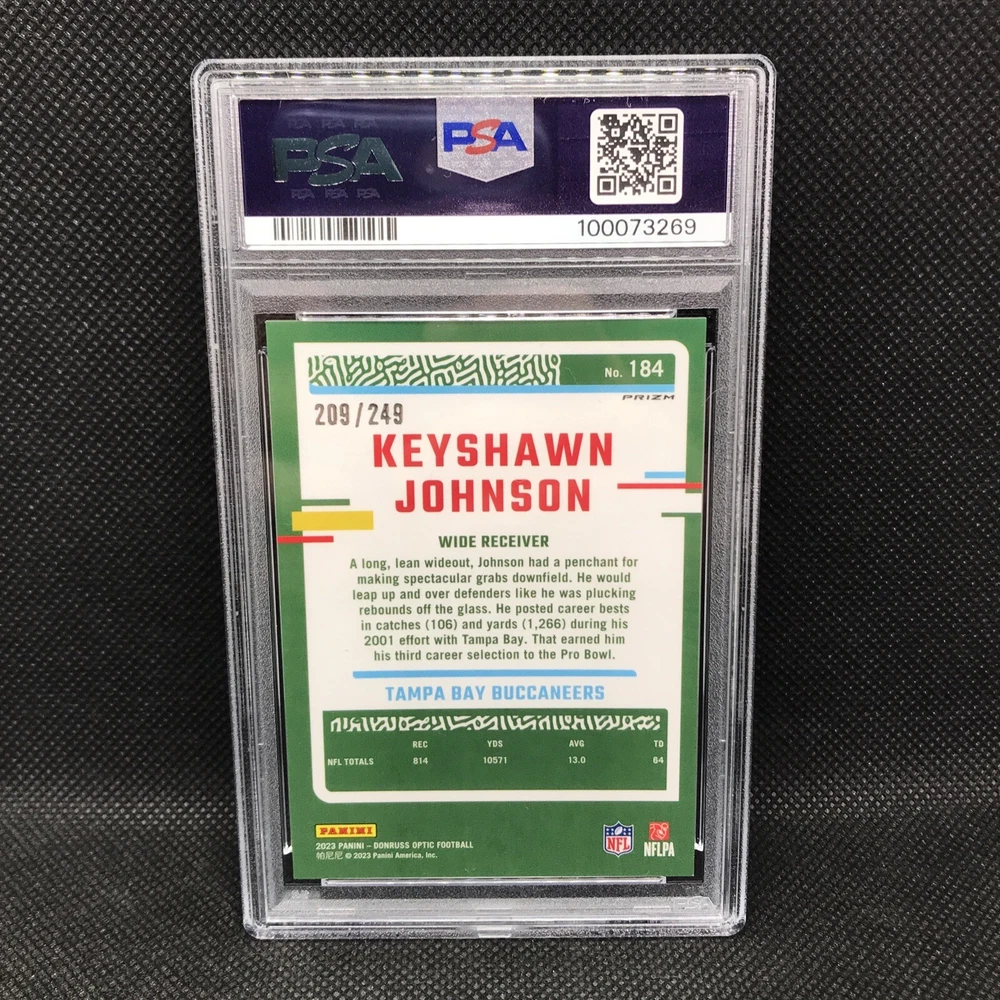 PSA
PSA
100073269
No. 184
PRIZM
209/249
KEYSHAWN
JOHNSON
WIDE RECEIVER
A long, lean wideout, Johnson had a penchant for
making spectacular grabs downfield. He would
leap up and over defenders like he was plucking
rebounds off the glass. He posted career bests
in catches (106) and yards (1,266) during his
2001 effort with Tampa Bay. That earned him
his third career selection to the Pro Bowl.
TAMPA BAY BUCCANEERS
REC YDS AVG TD
NFL TOTALS 814 10571 13.0 64
PANINI
2023 PANINI – DONRUSS OPTIC FOOTBALL
帕尼尼 © 2023 Panini America, Inc.
NFL
NFLPA